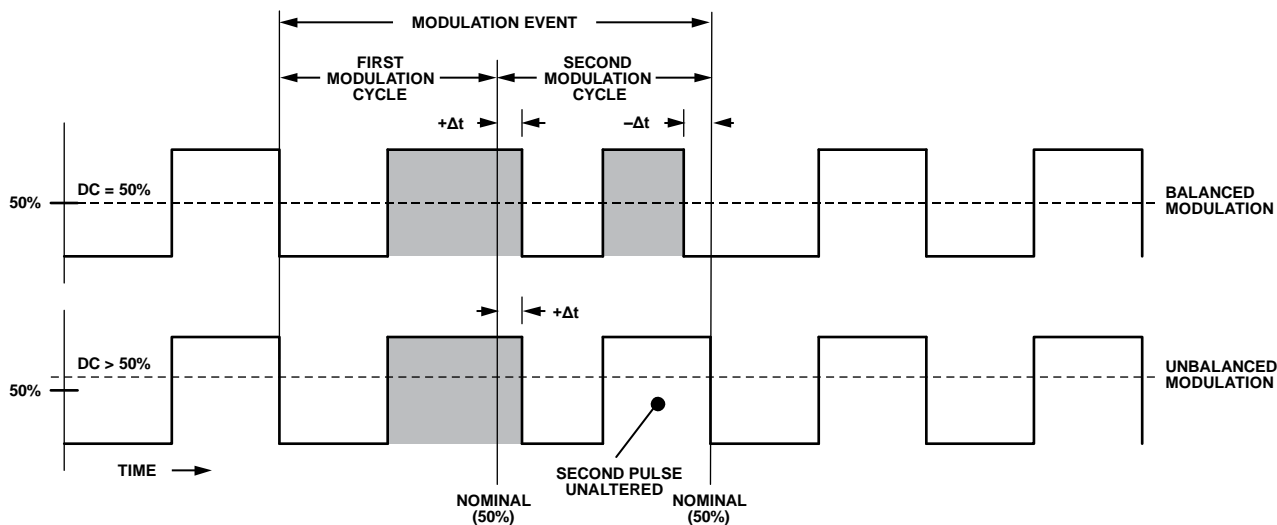 MODULATION EVENT
FIRST
MODULATION
CYCLE
SECOND
MODULATION
CYCLE
+Δt
–Δt
DC = 50%
50%
BALANCED
MODULATION
+Δt
DC > 50%
50%
UNBALANCED
MODULATION
TIME
SECOND PULSE
UNALTERED
NOMINAL
(50%)
NOMINAL
(50%)